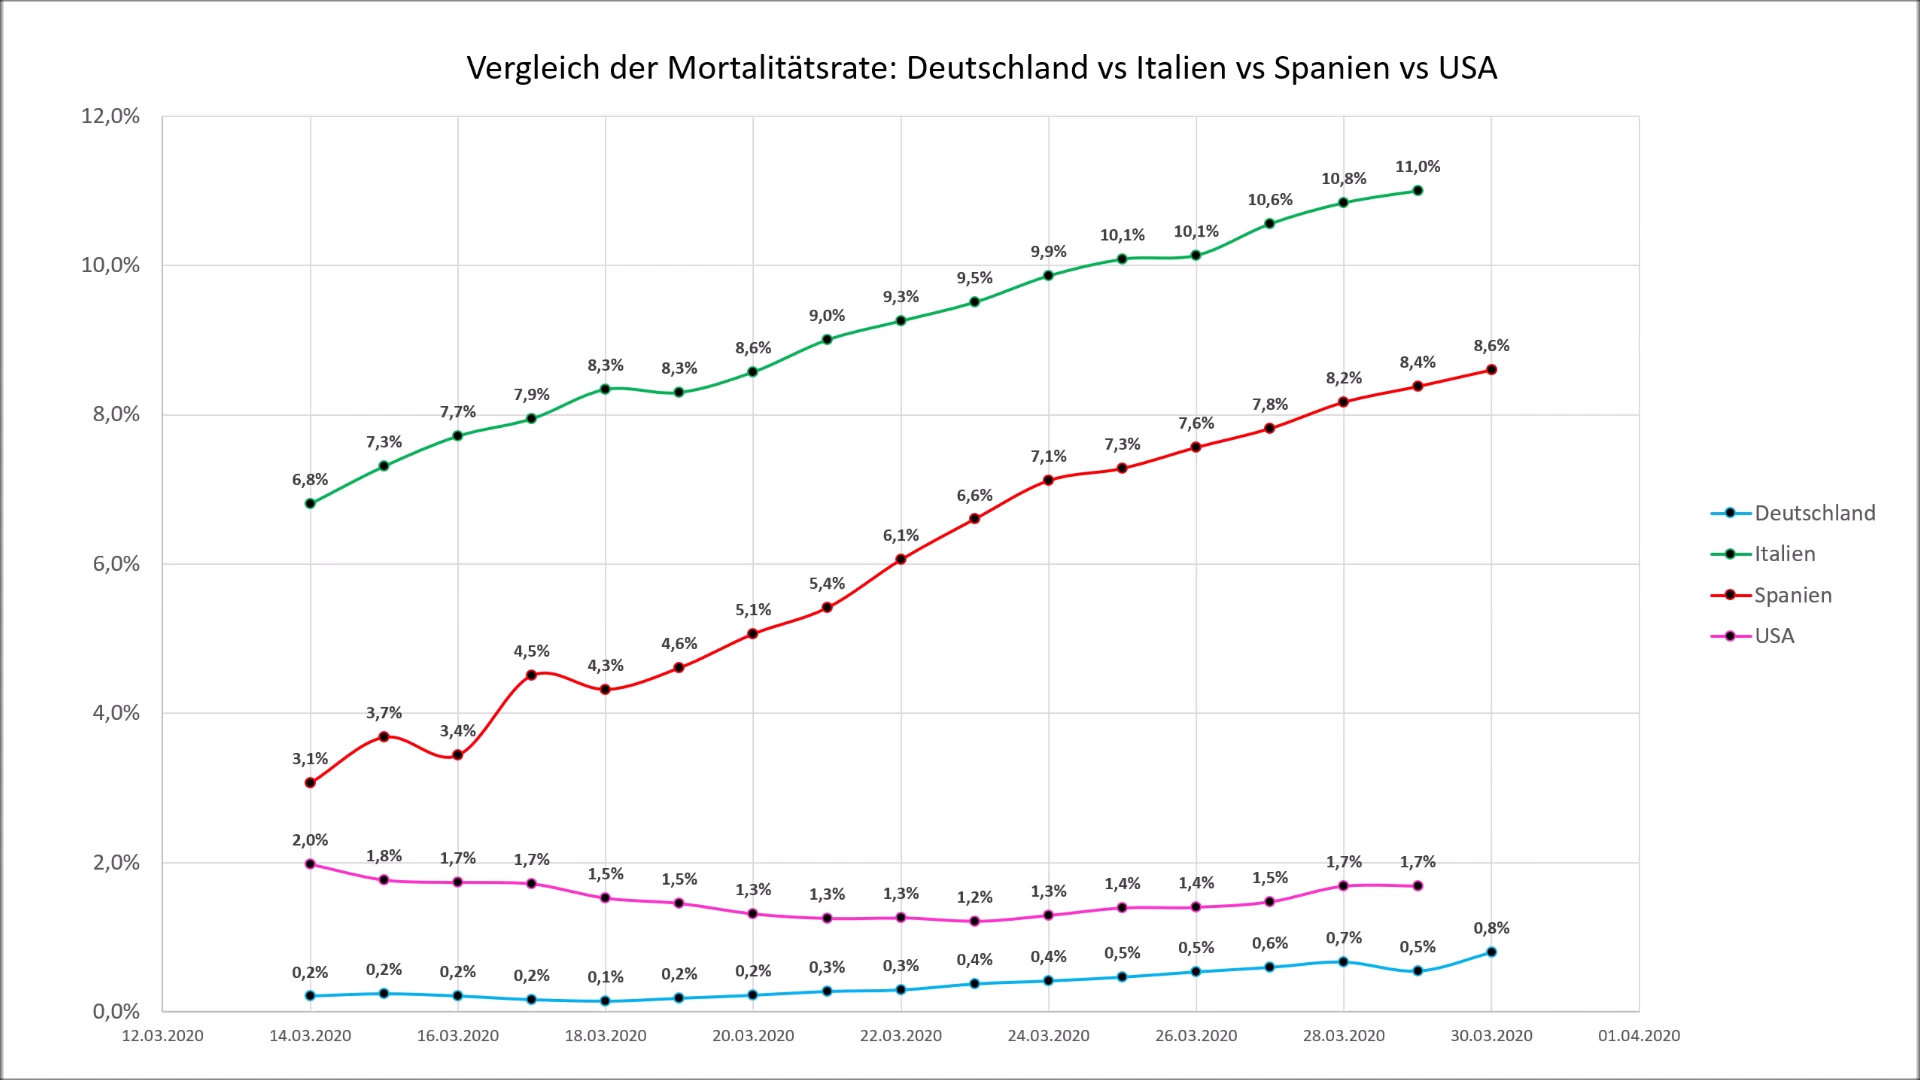 Vergleich der Mortalitätsrate: Deutschland vs Italien vs Spanien vs USA
12,0%
10,0%
8,0%
6,0%
4,0%
2,0%
0,0%
6,8% 7,3% 7,7% 7,9% 8,3% 8,3% 8,6% 9,0% 9,3% 9,5% 9,9% 10,1% 10,1% 10,6% 10,8% 11,0%
3,1% 3,7% 3,4% 4,5% 4,3% 4,6% 5,1% 5,4% 6,1% 6,6% 7,1% 7,3% 7,6% 7,8% 8,2% 8,4% 8,6%
2,0% 1,8% 1,7% 1,7% 1,5% 1,5% 1,3% 1,3% 1,3% 1,2% 1,3% 1,4% 1,4% 1,5% 1,7% 1,7%
0,2% 0,2% 0,2% 0,2% 0,1% 0,2% 0,2% 0,3% 0,3% 0,4% 0,4% 0,5% 0,5% 0,6% 0,7% 0,5% 0,8%
12.03.2020 14.03.2020 16.03.2020 18.03.2020 20.03.2020 22.03.2020 24.03.2020 26.03.2020 28.03.2020 30.03.2020 01.04.2020
Deutschland
Italien
Spanien
USA